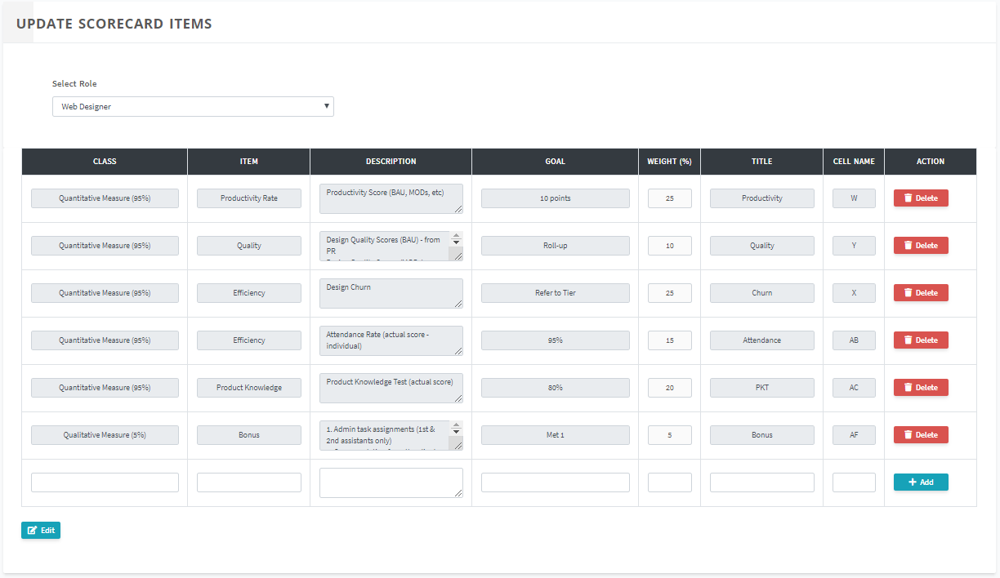 UPDATE SCORECARD ITEMS
Select Role
Web Designer
CLASS ITEM DESCRIPTION GOAL WEIGHT (%) TITLE CELL NAME ACTION
Quantitative Measure (95%) Productivity Rate Productivity Score (BAU, MODs, etc) 10 points 25 Productivity W Delete
Quantitative Measure (95%) Quality Design Quality Scores (BAU) - from Roll-up 10 Quality Y Delete
PR
Quantitative Measure (95%) Efficiency Design Churn Refer to Tier 25 Churn X Delete
Quantitative Measure (95%) Efficiency Attendance Rate (actual score - 95% 15 Attendance AB Delete
individual)
Quantitative Measure (95%) Product Knowledge Product Knowledge Test (actual score) 80% 20 PKT AC Delete
Qualitative Measure (5%) Bonus 1. Admin task assignments (1st & Met 1 5 Bonus AF Delete
2nd assistants only)
Add
Edit